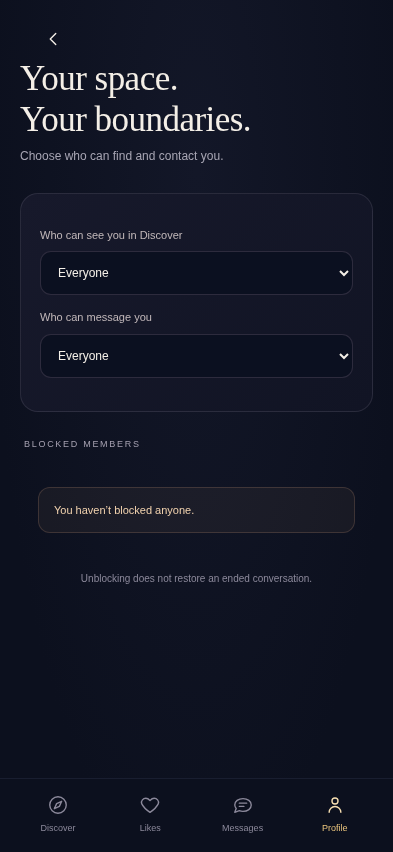 Your space.
Your boundaries.
Choose who can find and contact you.
Who can see you in Discover
Everyone
Who can message you
Everyone
BLOCKED MEMBERS
You haven't blocked anyone.
Unblocking does not restore an ended conversation.
Discover
Likes
Messages
Profile